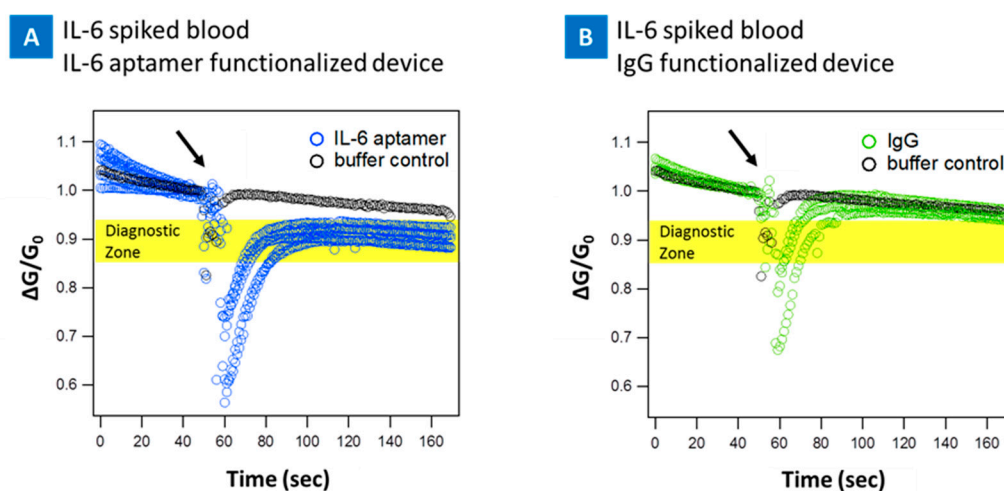 A
IL-6 spiked blood
IL-6 aptamer functionalized device
ΔG/G0
1.1
1.0
0.9
0.8
0.7
0.6
IL-6 aptamer
buffer control
Diagnostic
Zone
0 20 40 60 80 100 120 140 160
Time (sec)
B
IL-6 spiked blood
IgG functionalized device
ΔG/G0
1.1
1.0
0.9
0.8
0.7
0.6
IgG
buffer control
Diagnostic
Zone
0 20 40 60 80 100 120 140 160
Time (sec)